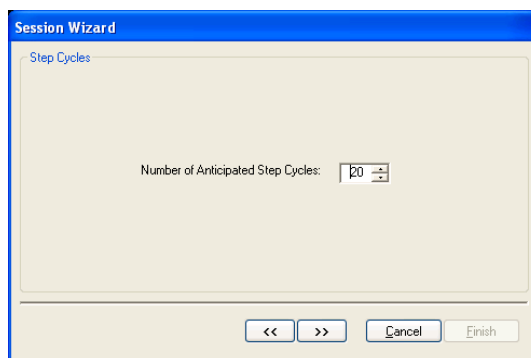 Session Wizard
Step Cycles
Number of Anticipated Step Cycles: 20
<< >> Cancel Finish